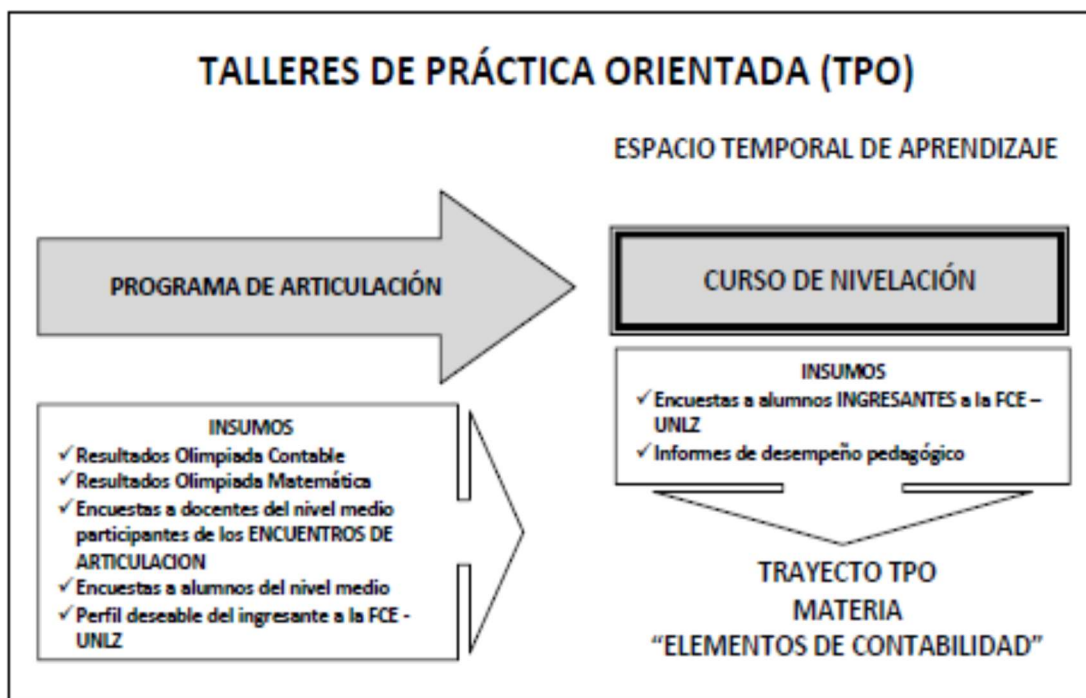 TALLERES DE PRÁCTICA ORIENTADA (TPO)
ESPACIO TEMPORAL DE APRENDIZAJE
PROGRAMA DE ARTICULACIÓN
CURSO DE NIVELACIÓN
INSUMOS
✓Resultados Olimpiada Contable
✓Resultados Olimpiada Matemática
✓Encuestas a docentes del nivel medio
participantes de los ENCUENTROS DE
ARTICULACION
✓Encuestas a alumnos del nivel medio
✓Perfil deseable del ingresante a la FCE -
UNLZ
INSUMOS
✓Encuestas a alumnos INGRESANTES a la FCE –
UNLZ
✓Informes de desempeño pedagógico
TRAYECTO TPO
MATERIA
“ELEMENTOS DE CONTABILIDAD”